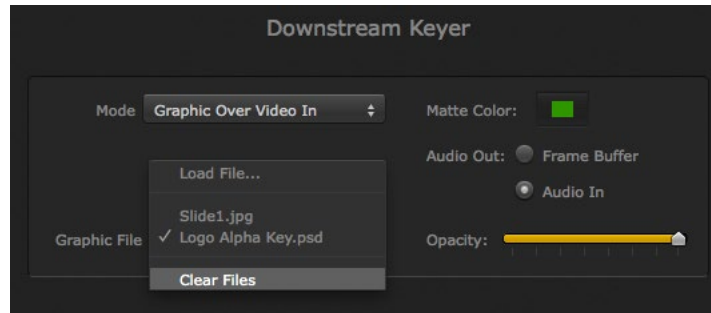 Downstream Keyer
Mode Graphic Over Video In
Matte Color:
Audio Out: Frame Buffer
Audio In
Load File...
Slide1.jpg
Graphic File ✓ Logo Alpha Key.psd
Opacity:
Clear Files